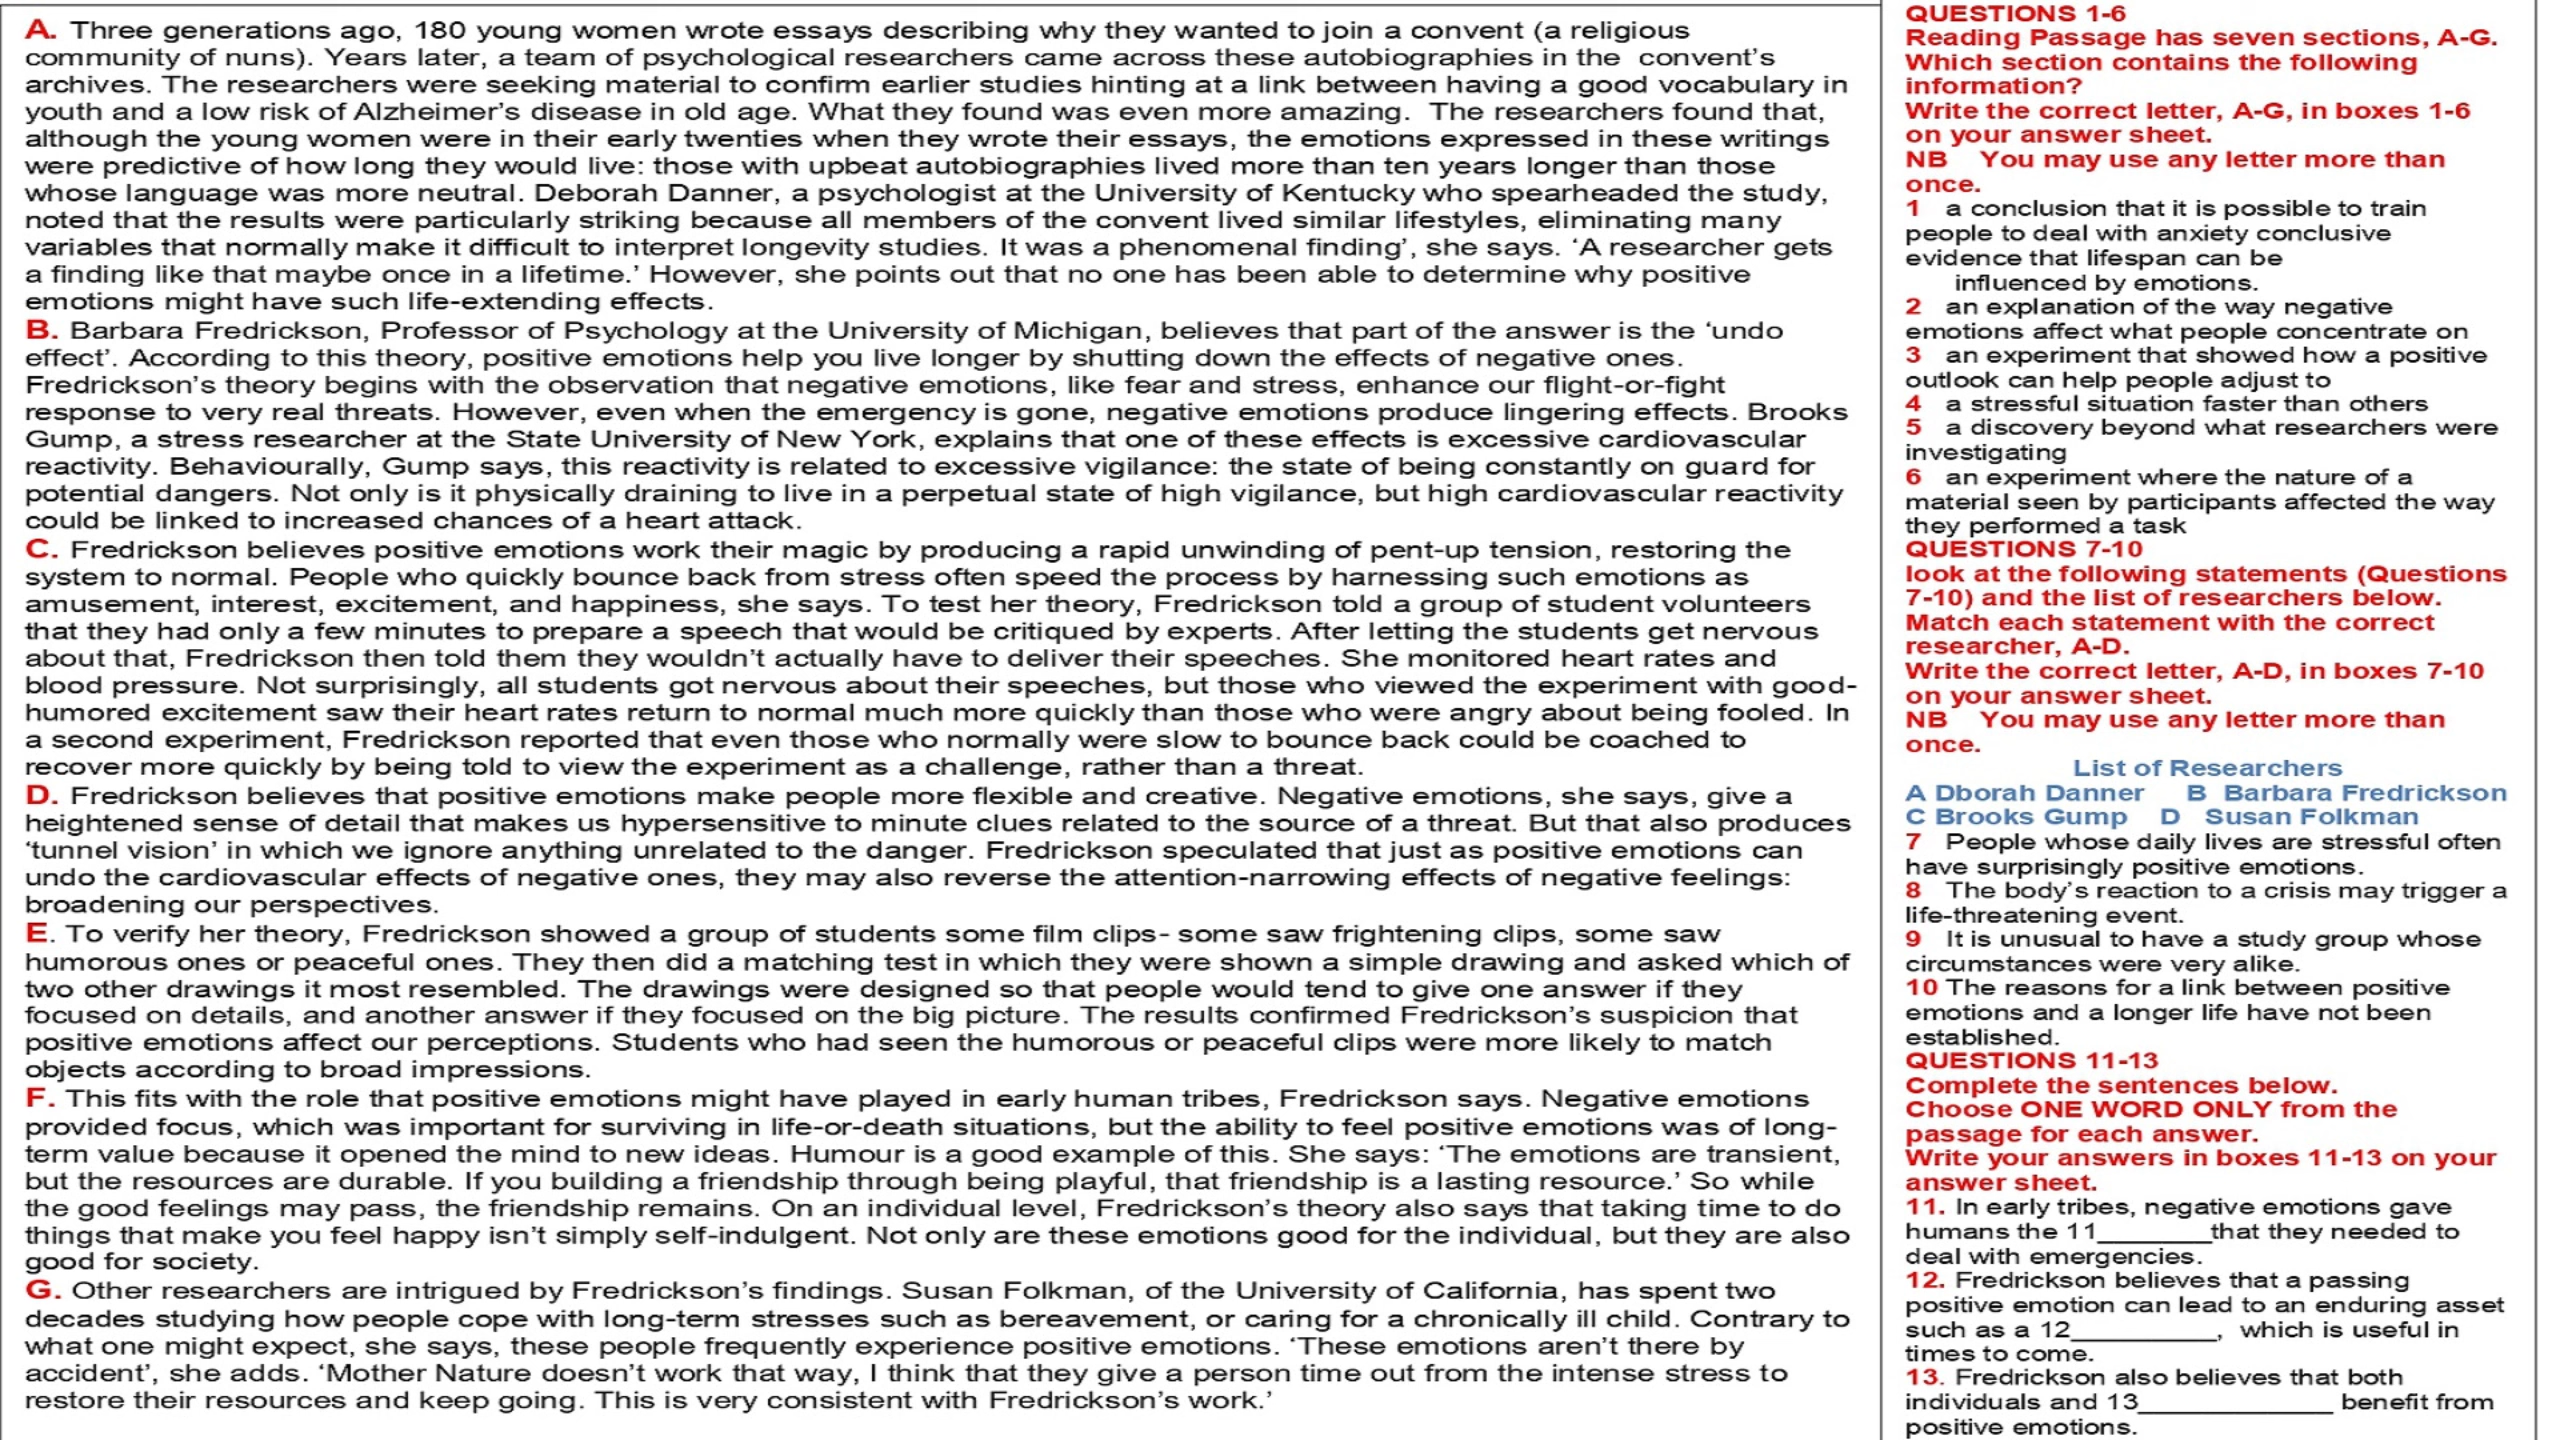 A. Three generations ago, 180 young women wrote essays describing why they wanted to join a convent (a religious
community of nuns). Years later, a team of psychological researchers came across these autobiographies in the convent's
archives. The researchers were seeking material to confirm earlier studies hinting at a link between having a good vocabulary in
youth and a low risk of Alzheimer's disease in old age. What they found was even more amazing. The researchers found that,
although the young women were in their early twenties when they wrote their essays, the emotions expressed in these writings
were predictive of how long they would live: those with upbeat autobiographies lived more than ten years longer than those
whose language was more neutral. Deborah Danner, a psychologist at the University of Kentucky who spearheaded the study,
noted that the results were particularly striking because all members of the convent lived similar lifestyles, eliminating many
variables that normally make it difficult to interpret longevity studies. It was a phenomenal finding', she says. 'A researcher gets
a finding like that maybe once in a lifetime.' However, she points out that no one has been able to determine why positive
emotions might have such life-extending effects.
B. Barbara Fredrickson, Professor of Psychology at the University of Michigan, believes that part of the answer is the 'undo
effect'. According to this theory, positive emotions help you live longer by shutting down the effects of negative ones.
Fredrickson's theory begins with the observation that negative emotions, like fear and stress, enhance our flight-or-fight
response to very real threats. However, even when the emergency is gone, negative emotions produce lingering effects. Brooks
Gump, a stress researcher at the State University of New York, explains that one of these effects is excessive cardiovascular
reactivity. Behaviourally, Gump says, this reactivity is related to excessive vigilance: the state of being constantly on guard for
potential dangers. Not only is it physically draining to live in a perpetual state of high vigilance, but high cardiovascular reactivity
could be linked to increased chances of a heart attack.
C. Fredrickson believes positive emotions work their magic by producing a rapid unwinding of pent-up tension, restoring the
system to normal. People who quickly bounce back from stress often speed the process by harnessing such emotions as
amusement, interest, excitement, and happiness, she says. To test her theory, Fredrickson told a group of student volunteers
that they had only a few minutes to prepare a speech that would be critiqued by experts. After letting the students get nervous
about that, Fredrickson then told them they wouldn't actually have to deliver their speeches. She monitored heart rates and
blood pressure. Not surprisingly, all students got nervous about their speeches, but those who viewed the experiment with good-
humored excitement saw their heart rates return to normal much more quickly than those who were angry about being fooled. In
a second experiment, Fredrickson reported that even those who normally were slow to bounce back could be coached to
recover more quickly by being told to view the experiment as a challenge, rather than a threat.
D. Fredrickson believes that positive emotions make people more flexible and creative. Negative emotions, she says, give a
heightened sense of detail that makes us hypersensitive to minute clues related to the source of a threat. But that also produces
'tunnel vision' in which we ignore anything unrelated to the danger. Fredrickson speculated that just as positive emotions can
undo the cardiovascular effects of negative ones, they may also reverse the attention-narrowing effects of negative feelings:
broadening our perspectives.
E. To verify her theory, Fredrickson showed a group of students some film clips- some saw frightening clips, some saw
humorous ones or peaceful ones. They then did a matching test in which they were shown a simple drawing and asked which of
two other drawings it most resembled. The drawings were designed so that people would tend to give one answer if they
focused on details, and another answer if they focused on the big picture. The results confirmed Fredrickson's suspicion that
positive emotions affect our perceptions. Students who had seen the humorous or peaceful clips were more likely to match
objects according to broad impressions.
F. This fits with the role that positive emotions might have played in early human tribes, Fredrickson says. Negative emotions
provided focus, which was important for surviving in life-or-death situations, but the ability to feel positive emotions was of long-
term value because it opened the mind to new ideas. Humour is a good example of this. She says: 'The emotions are transient,
but the resources are durable. If you building a friendship through being playful, that friendship is a lasting resource.' So while
the good feelings may pass, the friendship remains. On an individual level, Fredrickson's theory also says that taking time to do
things that make you feel happy isn't simply self-indulgent. Not only are these emotions good for the individual, but they are also
good for society.
G. Other researchers are intrigued by Fredrickson's findings. Susan Folkman, of the University of California, has spent two
decades studying how people cope with long-term stresses such as bereavement, or caring for a chronically ill child. Contrary to
what one might expect, she says, these people frequently experience positive emotions. 'These emotions aren't there by
accident', she adds. 'Mother Nature doesn't work that way, I think that they give a person time out from the intense stress to
restore their resources and keep going. This is very consistent with Fredrickson's work.'
QUESTIONS 1-6
Reading Passage has seven sections, A-G.
Which section contains the following
information?
Write the correct letter, A-G, in boxes 1-6
on your answer sheet.
NB You may use any letter more than
once.
1 a conclusion that it is possible to train
people to deal with anxiety conclusive
evidence that lifespan can be
influenced by emotions.
2 an explanation of the way negative
emotions affect what people concentrate on
3 an experiment that showed how a positive
outlook can help people adjust to
4 a stressful situation faster than others
5 a discovery beyond what researchers were
investigating
6 an experiment where the nature of a
material seen by participants affected the way
they performed a task
QUESTIONS 7-10
look at the following statements (Questions
7-10) and the list of researchers below.
Match each statement with the correct
researcher, A-D.
Write the correct letter, A-D, in boxes 7-10
on your answer sheet.
NB You may use any letter more than
once.
List of Researchers
A Dborah Danner B Barbara Fredrickson
C Brooks Gump D Susan Folkman
7 People whose daily lives are stressful often
have surprisingly positive emotions.
8 The body's reaction to a crisis may trigger a
life-threatening event.
9 It is unusual to have a study group whose
circumstances were very alike.
10 The reasons for a link between positive
emotions and a longer life have not been
established.
QUESTIONS 11-13
Complete the sentences below.
Choose ONE WORD ONLY from the
passage for each answer.
Write your answers in boxes 11-13 on your
answer sheet.
11. In early tribes, negative emotions gave
humans the 11________that they needed to
deal with emergencies.
12. Fredrickson believes that a passing
positive emotion can lead to an enduring asset
such as a 12__________, which is useful in
times to come.
13. Fredrickson also believes that both
individuals and 13______________ benefit from
positive emotions.